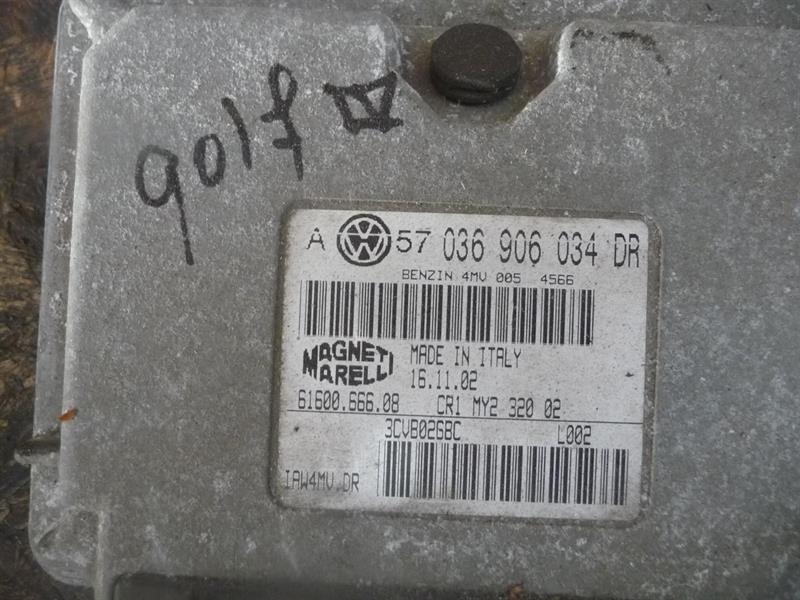 golf IV
A VW 57 036 906 034 DR
BENZIN 4MV 005 4566
MAGNETI MARELLI
MADE IN ITALY
16.11.02
61600.666.08 CR1 MY2 320 02
3CVB026BC L002
IAW4MV.DR